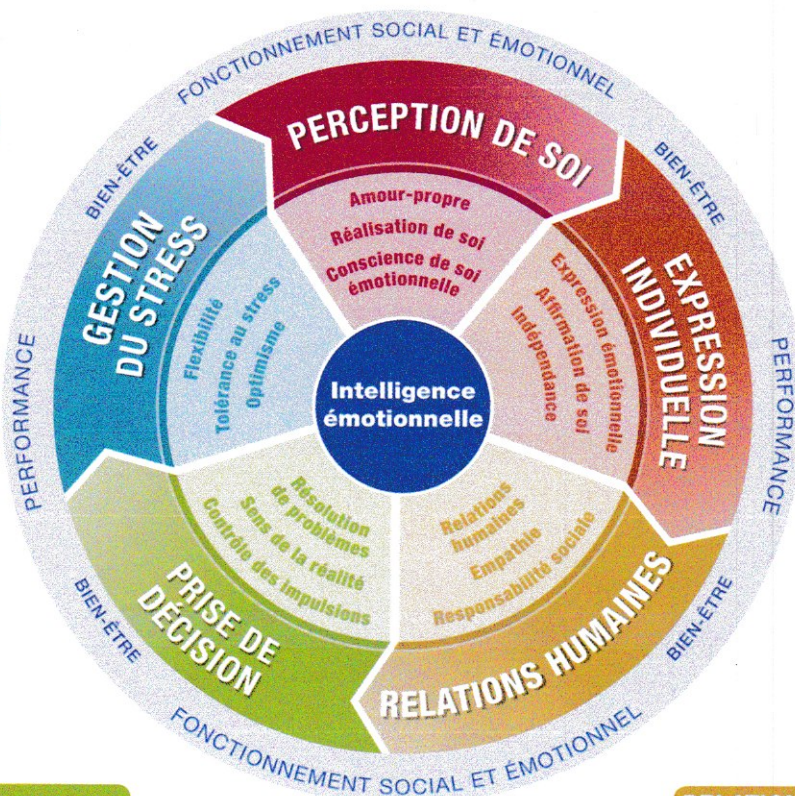 FONCTIONNEMENT SOCIAL ET ÉMOTIONNEL
BIEN-ÊTRE
BIEN-ÊTRE
PERFORMANCE
PERFORMANCE
BIEN-ÊTRE
BIEN-ÊTRE
FONCTIONNEMENT SOCIAL ET ÉMOTIONNEL
PERCEPTION DE SOI
Amour-propre
Réalisation de soi
Conscience de soi
émotionnelle
EXPRESSION
INDIVIDUELLE
Expression émotionnelle
Affirmation de soi
Indépendance
RELATIONS HUMAINES
Relations
humaines
Empathie
Responsabilité sociale
PRISE DE
DÉCISION
Résolution
de problèmes
Sens de la réalité
Contrôle des impulsions
GESTION
DU STRESS
Flexibilité
Tolérance au stress
Optimisme
Intelligence
émotionnelle